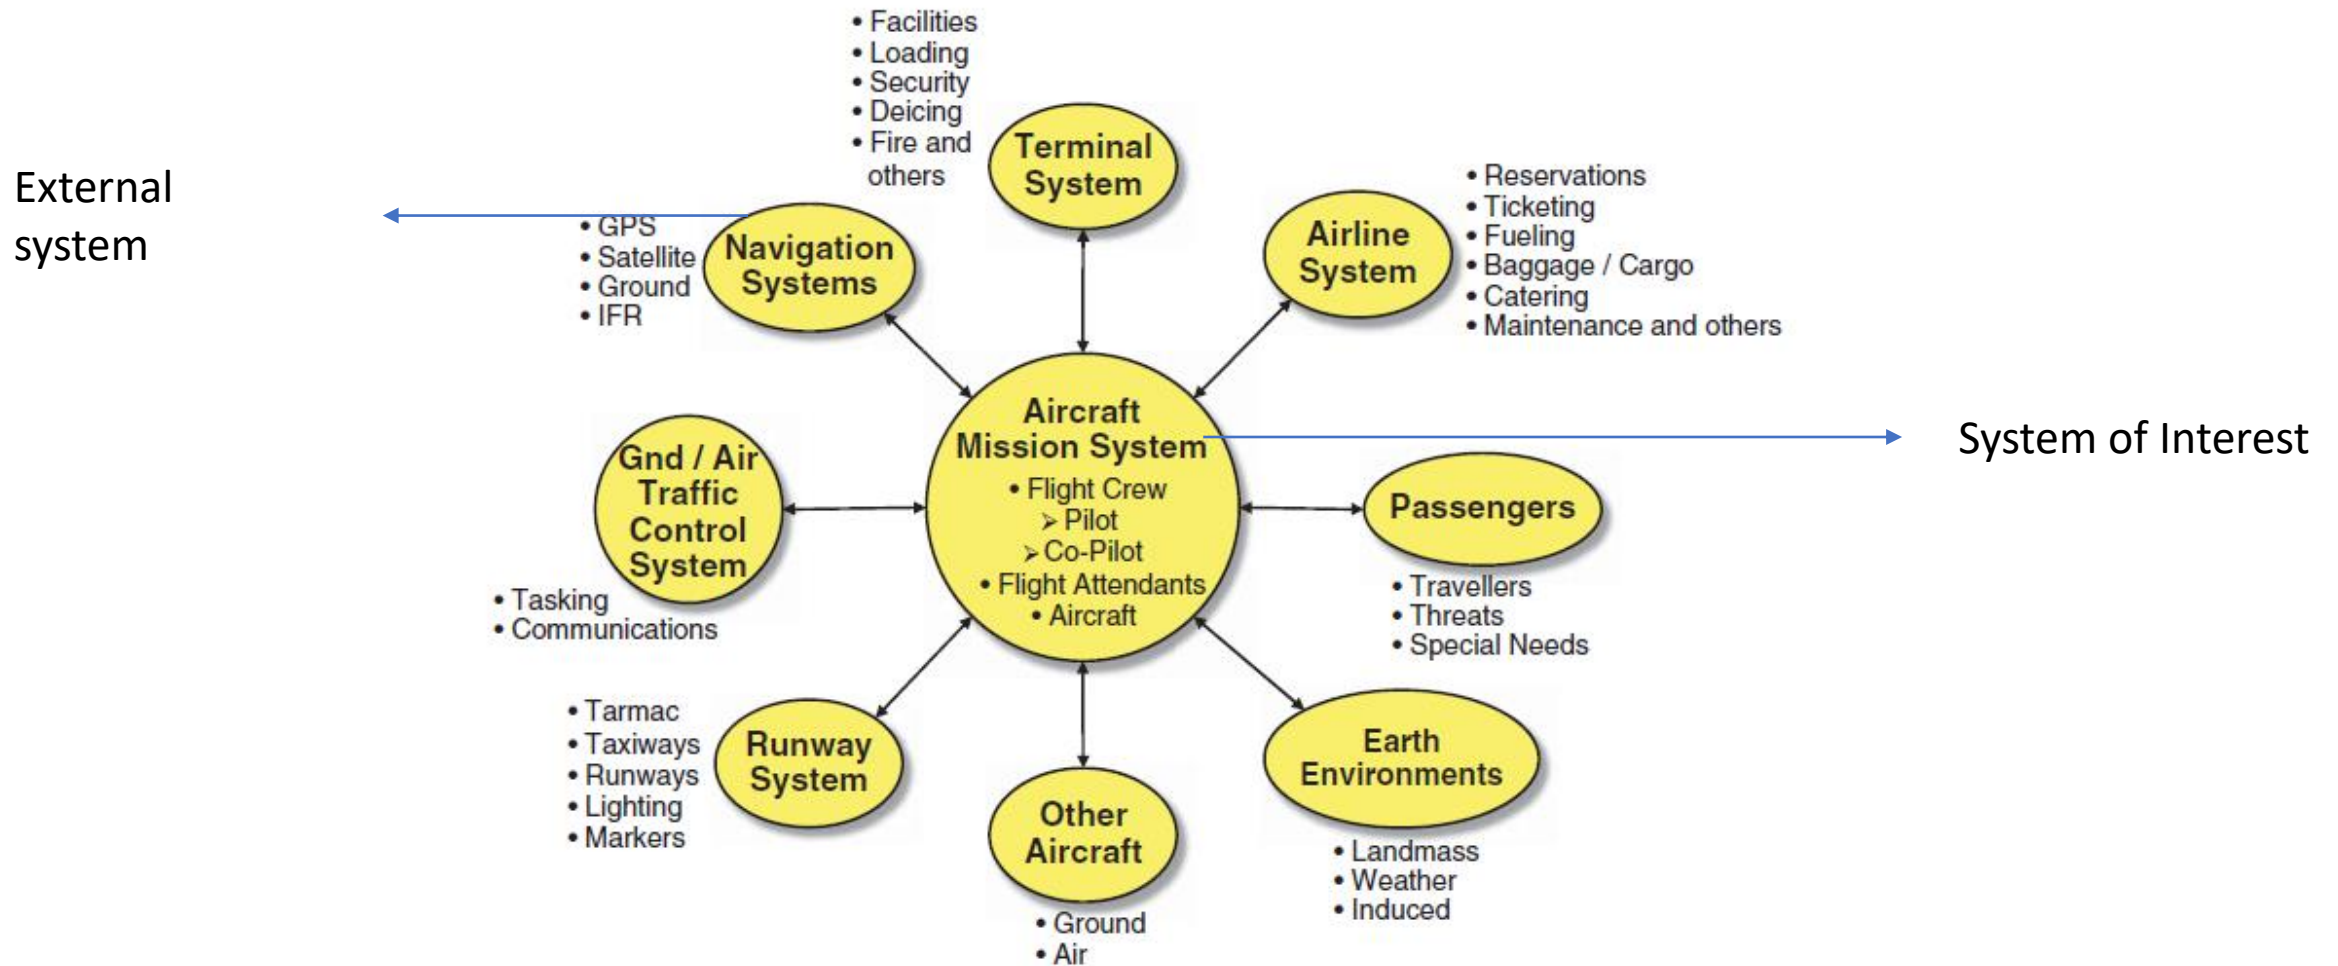 • Facilities
• Loading
• Security
• Deicing
• Fire and
others
Terminal
System
External
system
• GPS
• Satellite
• Ground
• IFR
Navigation
Systems
Airline
System
• Reservations
• Ticketing
• Fueling
• Baggage / Cargo
• Catering
• Maintenance and others
Aircraft
Mission System
• Flight Crew
➢ Pilot
➢ Co-Pilot
• Flight Attendants
• Aircraft
System of Interest
Gnd / Air
Traffic
Control
System
• Tasking
• Communications
Passengers
• Travellers
• Threats
• Special Needs
• Tarmac
• Taxiways
• Runways
• Lighting
• Markers
Runway
System
Other
Aircraft
• Ground
• Air
Earth
Environments
• Landmass
• Weather
• Induced